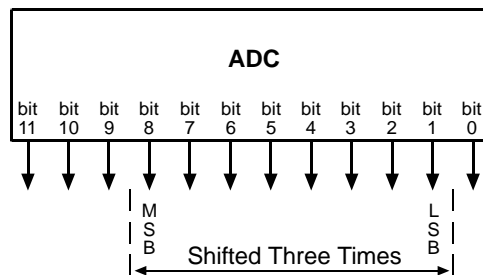 ADC
bit bit bit bit bit bit bit bit bit bit bit bit
11 10 9 8 7 6 5 4 3 2 1 0
MSB
LSB
Shifted Three Times